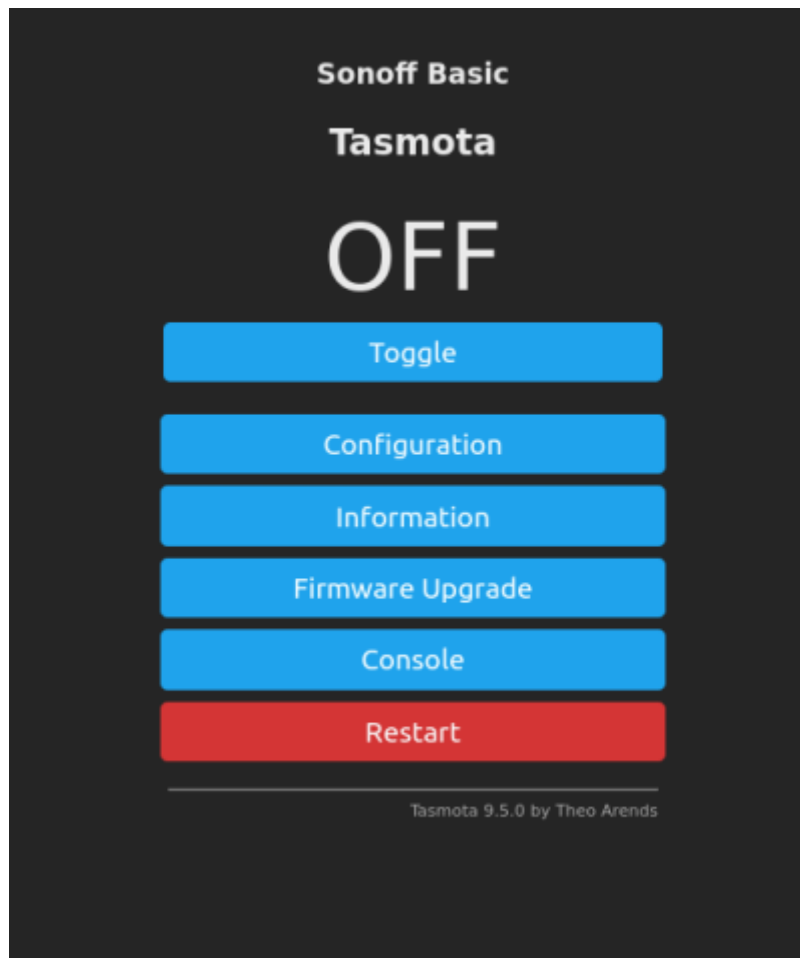 Sonoff Basic
Tasmota
OFF
Toggle
Configuration
Information
Firmware Upgrade
Console
Restart
Tasmota 9.5.0 by Theo Arends